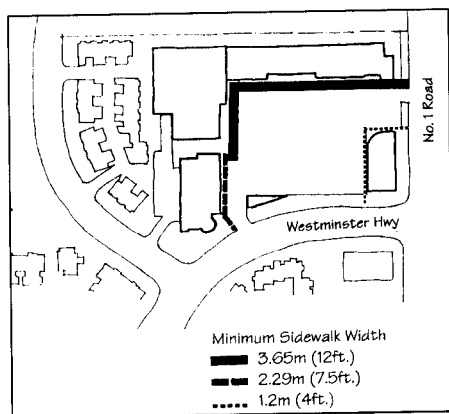 No. 1 Road
Westminster Hwy
Minimum Sidewalk Width
3.65m (12ft.)
2.29m (7.5ft.)
1.2m (4ft.)